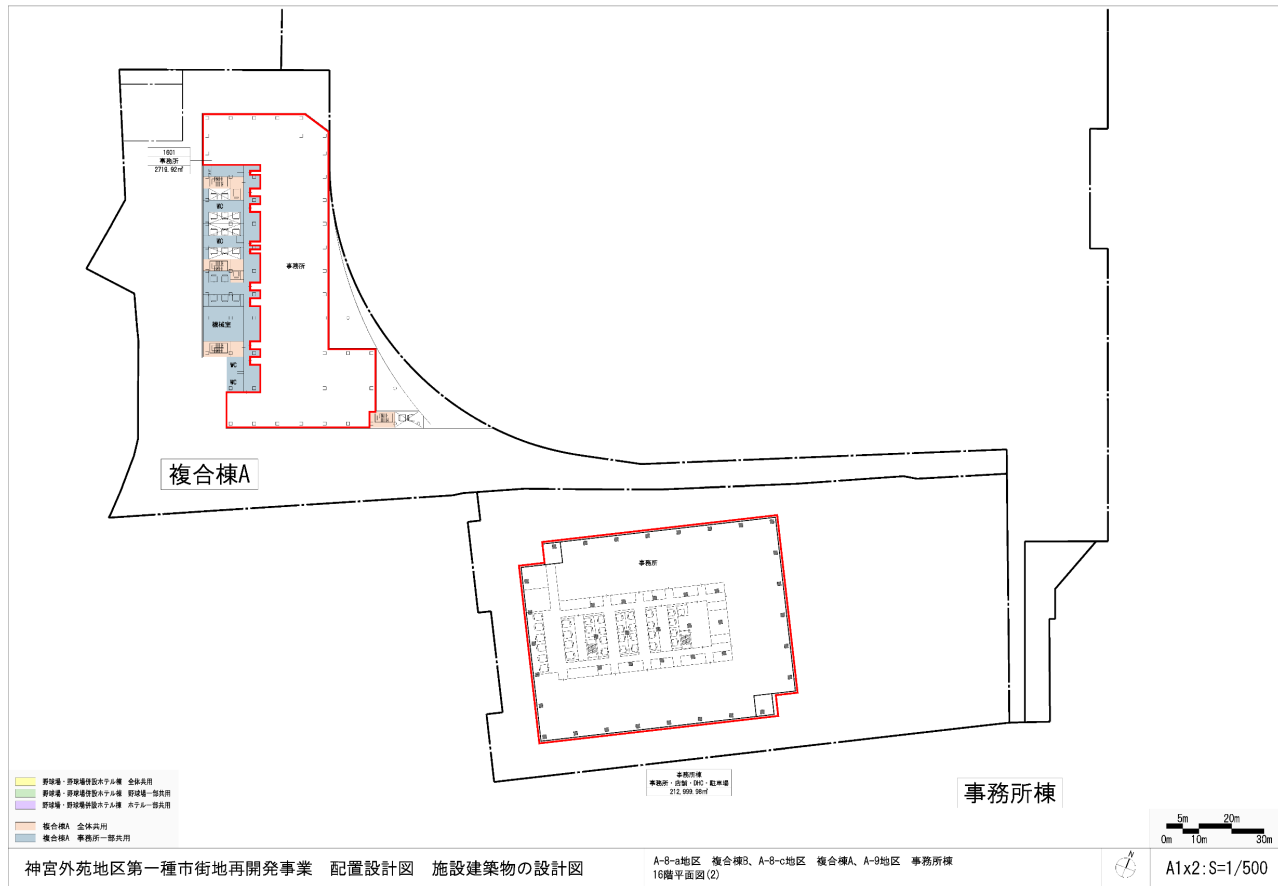 1601
事務所
2719.92㎡
WC
WC
事務所
機械室
WC
WC
複合棟A
事務所
事務所棟
事務所・店舗・DHC・駐車場
212,999.98㎡
事務所棟
野球場・野球場併設ホテル棟 全体共用
野球場・野球場併設ホテル棟 野球場一部共用
野球場・野球場併設ホテル棟 ホテル一部共用
複合棟A 全体共用
複合棟A 事務所一部共用
5m 20m
0m 10m 30m
神宮外苑地区第一種市街地再開発事業 配置設計図 施設建築物の設計図
A-8-a地区 複合棟B、A-8-c地区 複合棟A、A-9地区 事務所棟
16階平面図(2)
N
A1x2:S=1/500